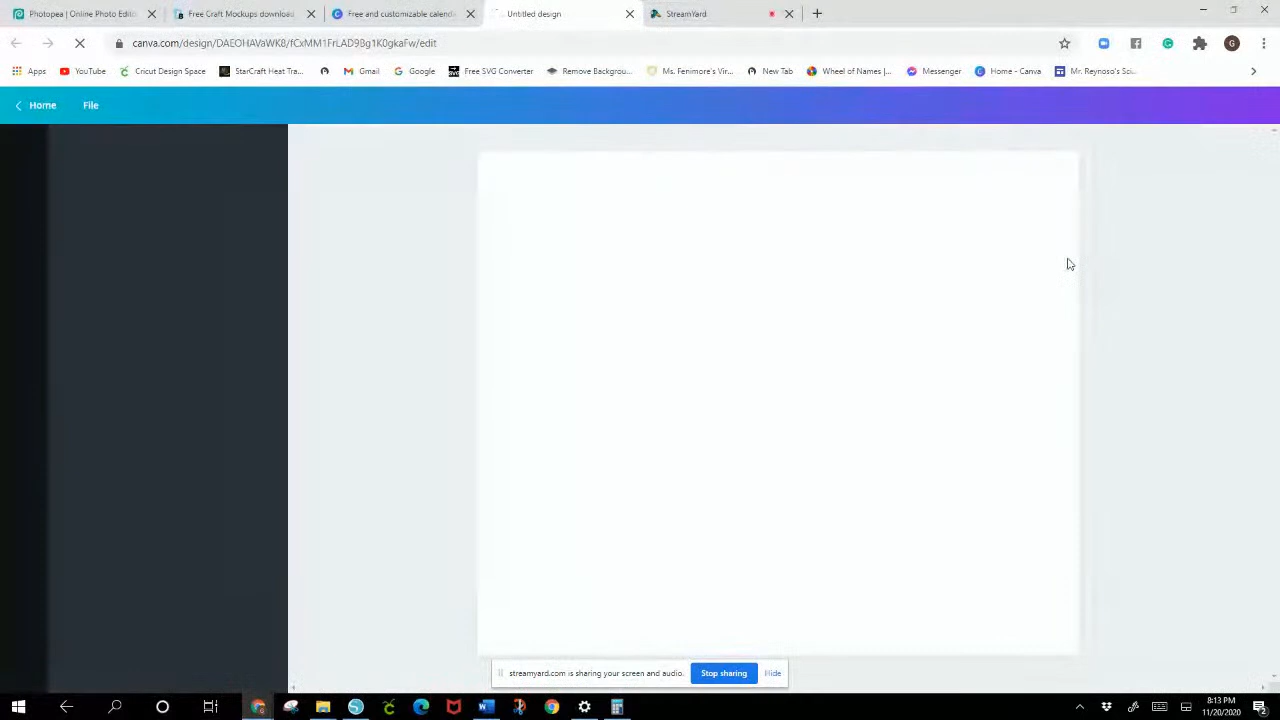 Photopea | Online Photo Edito
Free Craft Mockups download
Free and customizable calend
Untitled design
StreamYard
canva.com/design/DAEOHAVaWK8/fCxMM1FrLAD9Bg1K0gkaFw/edit
G
Apps
YouTube
Cricut Design Space
StarCraft Heat Tra...
Gmail
Google
Free SVG Converter
Remove Backgrou...
Ms. Fenimore's Vir...
New Tab
Wheel of Names |...
Messenger
Home - Canva
Mr. Reynoso's Sci...
Home
File
streamyard.com is sharing your screen and audio.
Stop sharing
Hide
8:13 PM
11/20/2020
2